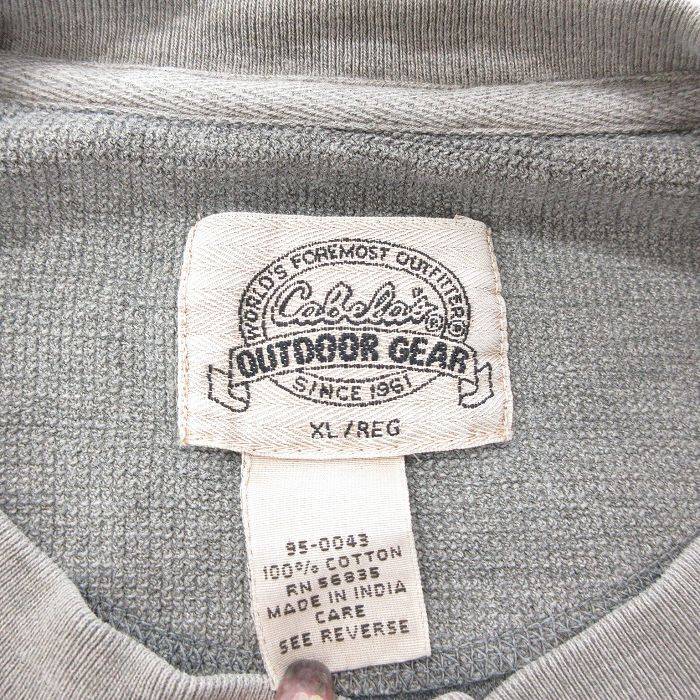 WORLD'S FOREMOST OUTFITTER®
Cabela's®
OUTDOOR GEAR
SINCE 1961
XL/REG
95-0043
100% COTTON
RN 56835
MADE IN INDIA
CARE
SEE REVERSE